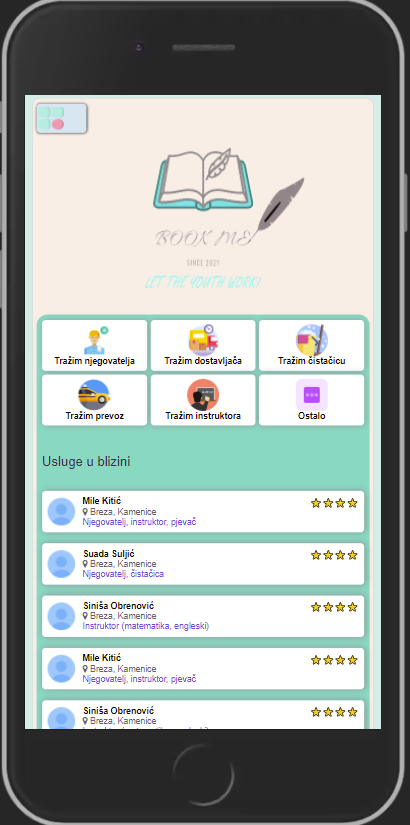 BOOK ME
SINCE 2021
LET THE YOUTH WORK!
Tražim njegovatelja
Tražim dostavljača
Tražim čistačicu
Tražim prevoz
Tražim instruktora
Ostalo
Usluge u blizini
Mile Kitić
Breza, Kamenice
Njegovatelj, instruktor, pjevač
Suada Suljić
Breza, Kamenice
Njegovatelj, čistačica
Siniša Obrenović
Breza, Kamenice
Instruktor (matematika, engleski)
Mile Kitić
Breza, Kamenice
Njegovatelj, instruktor, pjevač
Siniša Obrenović
Breza, Kamenice